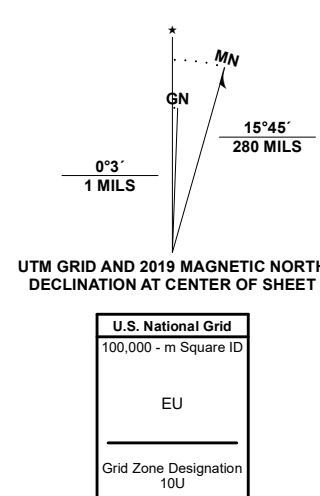 MN
GN
15°45´
280 MILS
0°3´
1 MILS
UTM GRID AND 2019 MAGNETIC NORTH
DECLINATION AT CENTER OF SHEET
U.S. National Grid
100,000 - m Square ID
EU
Grid Zone Designation
10U